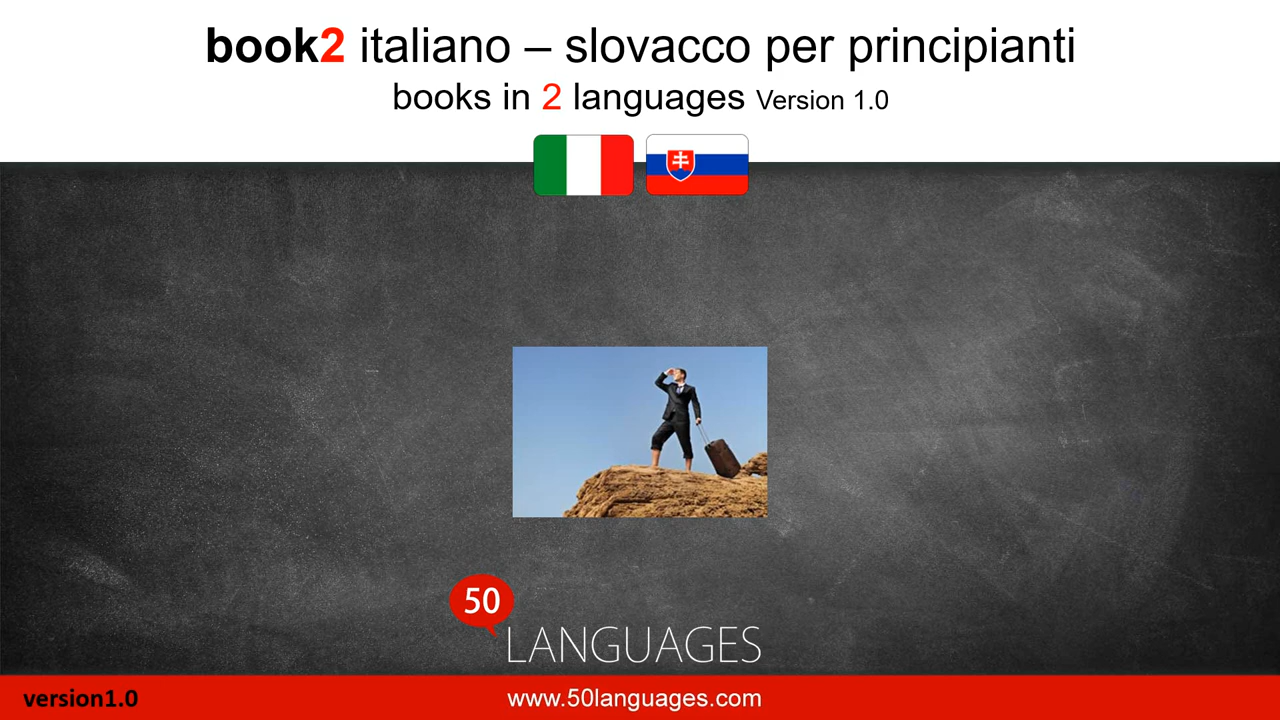 book2 italiano – slovacco per principianti
books in 2 languages Version 1.0
50
LANGUAGES
version1.0
www.50languages.com